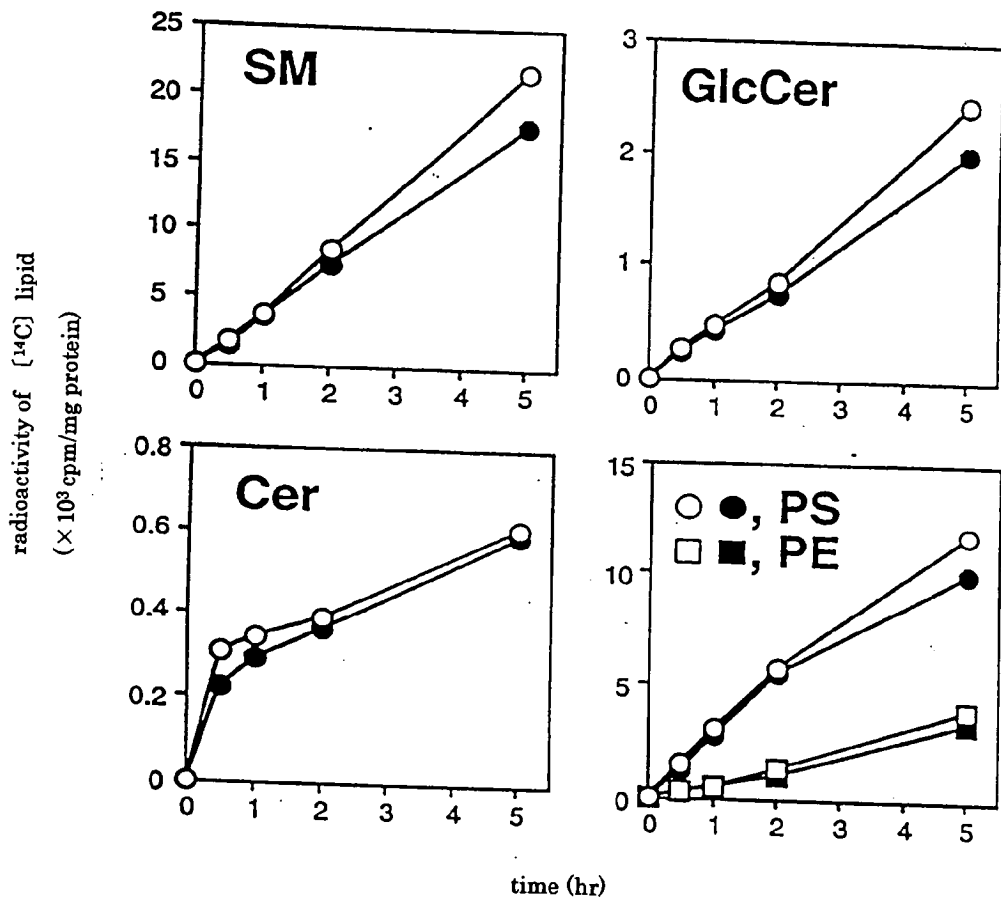 radioactivity of [¹⁴C] lipid
(×10³ cpm/mg protein)
SM
25
20
15
10
5
0
0 1 2 3 4 5
GlcCer
3
2
1
0
0 1 2 3 4 5
Cer
0.8
0.6
0.4
0.2
0
0 1 2 3 4 5
○ ●, PS
□ ■, PE
15
10
5
0
0 1 2 3 4 5
time (hr)